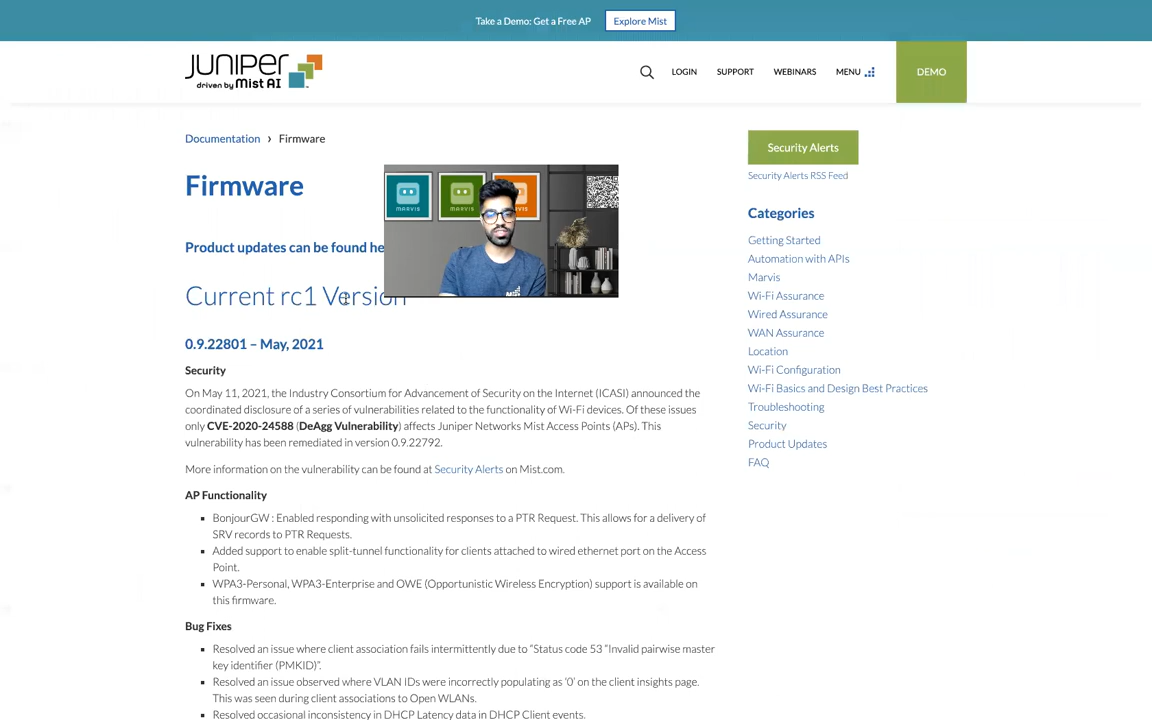 Take a Demo: Get a Free AP Explore Mist
JUNIPER
driven by Mist AI
LOGIN SUPPORT WEBINARS MENU DEMO
Documentation › Firmware
Firmware
MARVIS MARVIS MARVIS
Product updates can be found he
Current rc1 Version
0.9.22801 – May, 2021
Security
On May 11, 2021, the Industry Consortium for Advancement of Security on the Internet (ICASI) announced the
coordinated disclosure of a series of vulnerabilities related to the functionality of Wi-Fi devices. Of these issues
only CVE-2020-24588 (DeAgg Vulnerability) affects Juniper Networks Mist Access Points (APs). This
vulnerability has been remediated in version 0.9.22792.
More information on the vulnerability can be found at Security Alerts on Mist.com.
AP Functionality
BonjourGW : Enabled responding with unsolicited responses to a PTR Request. This allows for a delivery of
SRV records to PTR Requests.
Added support to enable split-tunnel functionality for clients attached to wired ethernet port on the Access
Point.
WPA3-Personal, WPA3-Enterprise and OWE (Opportunistic Wireless Encryption) support is available on
this firmware.
Bug Fixes
Resolved an issue where client association fails intermittently due to “Status code 53 “Invalid pairwise master
key identifier (PMKID)”.
Resolved an issue observed where VLAN IDs were incorrectly populating as ‘0’ on the client insights page.
This was seen during client associations to Open WLANs.
Resolved occasional inconsistency in DHCP Latency data in DHCP Client events.
Security Alerts
Security Alerts RSS Feed
Categories
Getting Started
Automation with APIs
Marvis
Wi-Fi Assurance
Wired Assurance
WAN Assurance
Location
Wi-Fi Configuration
Wi-Fi Basics and Design Best Practices
Troubleshooting
Security
Product Updates
FAQ